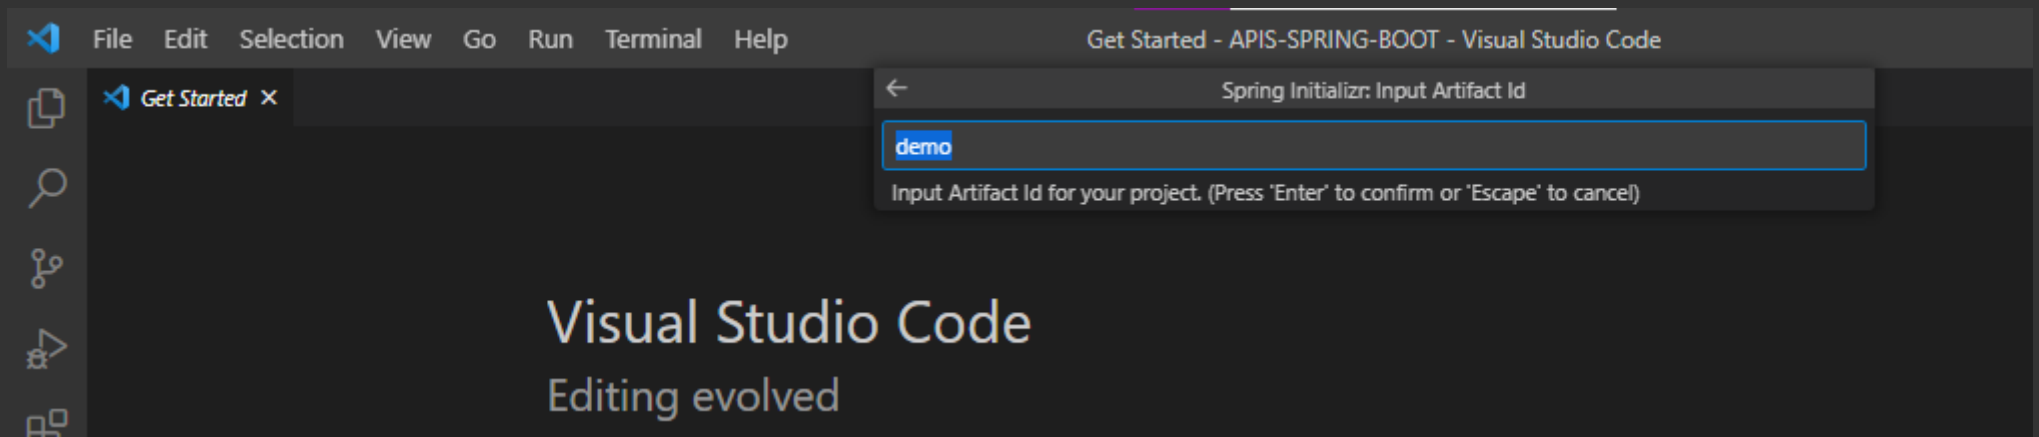 File Edit Selection View Go Run Terminal Help Get Started - APIS-SPRING-BOOT - Visual Studio Code
Get Started
Spring Initializr: Input Artifact Id
demo
Input Artifact Id for your project. (Press 'Enter' to confirm or 'Escape' to cancel)
Visual Studio Code
Editing evolved